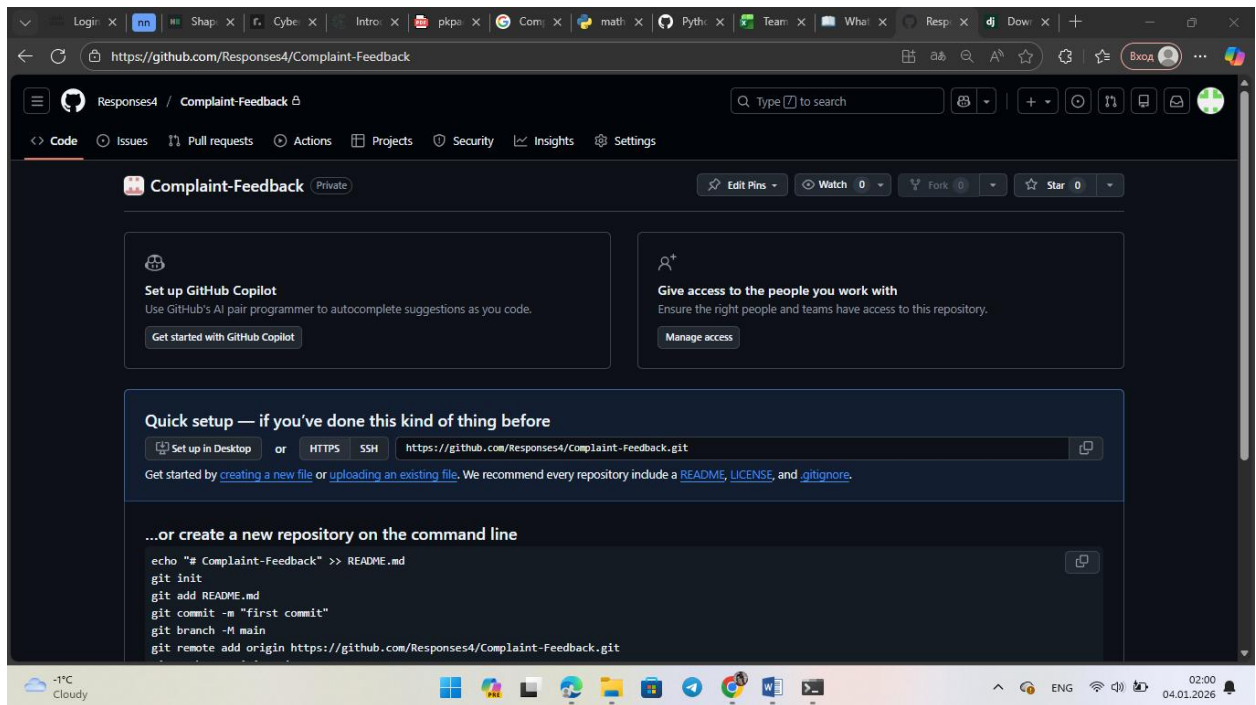 Login
nn
Shap
Cybe
Intro
pkpa
Com
math
Pytho
Team
What
Resp
dj
Dowr
https://github.com/Responses4/Complaint-Feedback
Вход
Responses4 / Complaint-Feedback
Type / to search
Code
Issues
Pull requests
Actions
Projects
Security
Insights
Settings
Complaint-Feedback Private
Edit Pins
Watch 0
Fork 0
Star 0
Set up GitHub Copilot
Use GitHub's AI pair programmer to autocomplete suggestions as you code.
Get started with GitHub Copilot
Give access to the people you work with
Ensure the right people and teams have access to this repository.
Manage access
Quick setup — if you've done this kind of thing before
Set up in Desktop or HTTPS SSH https://github.com/Responses4/Complaint-Feedback.git
Get started by creating a new file or uploading an existing file. We recommend every repository include a README, LICENSE, and .gitignore.
...or create a new repository on the command line
echo "# Complaint-Feedback" >> README.md
git init
git add README.md
git commit -m "first commit"
git branch -M main
git remote add origin https://github.com/Responses4/Complaint-Feedback.git
-1°C
Cloudy
PRE
ENG
02:00
04.01.2026